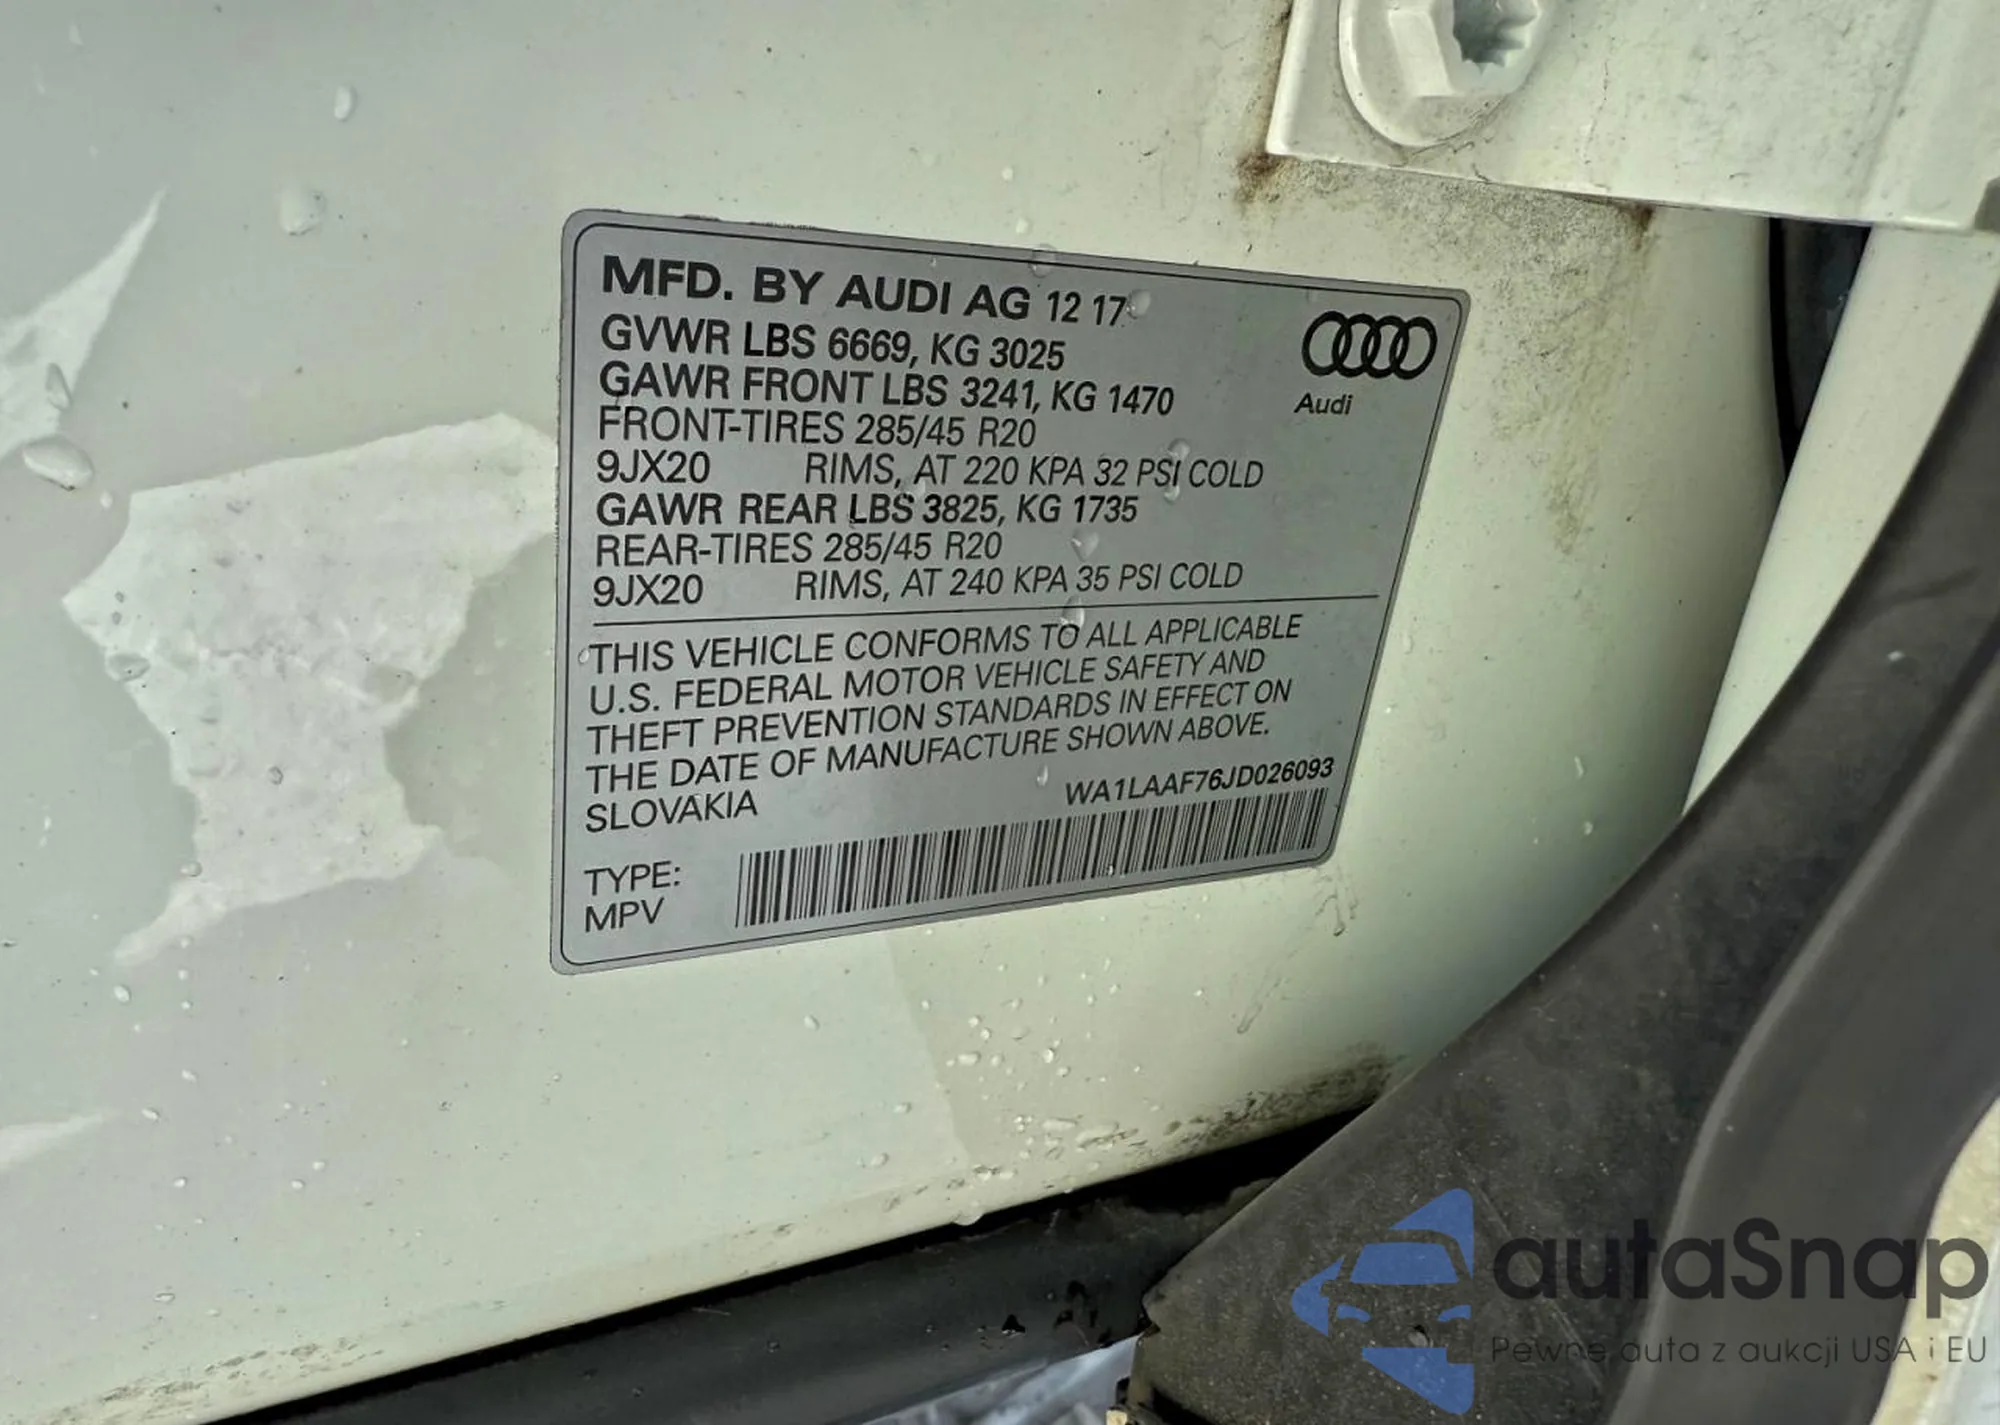 MFD. BY AUDI AG 12 17
GVWR LBS 6669, KG 3025
GAWR FRONT LBS 3241, KG 1470
FRONT-TIRES 285/45 R20
9JX20 RIMS, AT 220 KPA 32 PSI COLD
GAWR REAR LBS 3825, KG 1735
REAR-TIRES 285/45 R20
9JX20 RIMS, AT 240 KPA 35 PSI COLD
Audi
THIS VEHICLE CONFORMS TO ALL APPLICABLE
U.S. FEDERAL MOTOR VEHICLE SAFETY AND
THEFT PREVENTION STANDARDS IN EFFECT ON
THE DATE OF MANUFACTURE SHOWN ABOVE.
SLOVAKIA WA1LAAF76JD026093
TYPE:
MPV
autaSnap
Pewne auta z aukcji USA i EU